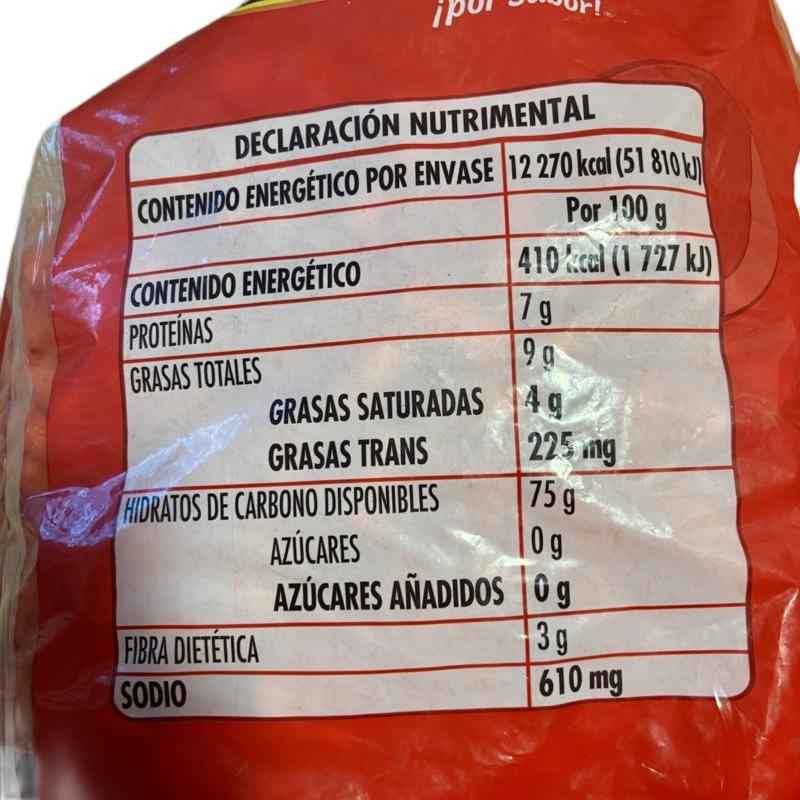 ¡por Sabor!
DECLARACIÓN NUTRIMENTAL
CONTENIDO ENERGÉTICO POR ENVASE 12 270 kcal (51 810 kJ)
Por 100 g
CONTENIDO ENERGÉTICO 410 kcal (1 727 kJ)
PROTEÍNAS 7 g
GRASAS TOTALES 9 g
GRASAS SATURADAS 4 g
GRASAS TRANS 225 mg
HIDRATOS DE CARBONO DISPONIBLES 75 g
AZÚCARES 0 g
AZÚCARES AÑADIDOS 0 g
FIBRA DIETÉTICA 3 g
SODIO 610 mg